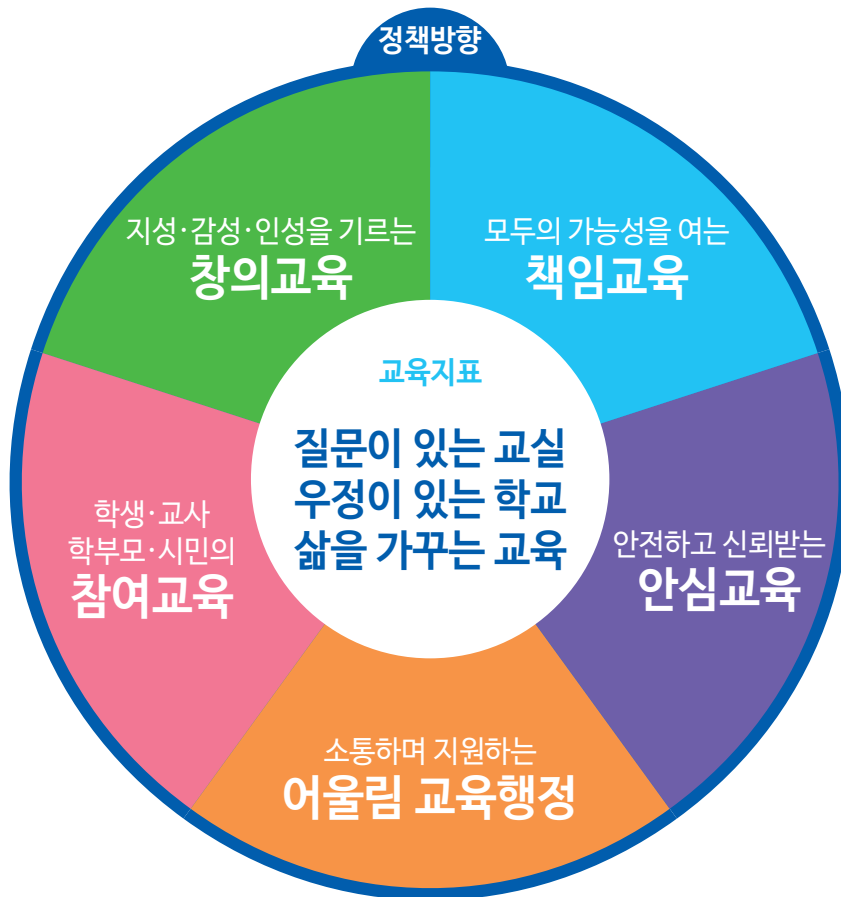 정책방향
지성·감성·인성을 기르는
창의교육
모두의 가능성을 여는
책임교육
교육지표
질문이 있는 교실
우정이 있는 학교
삶을 가꾸는 교육
학생·교사
학부모·시민의
참여교육
안전하고 신뢰받는
안심교육
소통하며 지원하는
어울림 교육행정